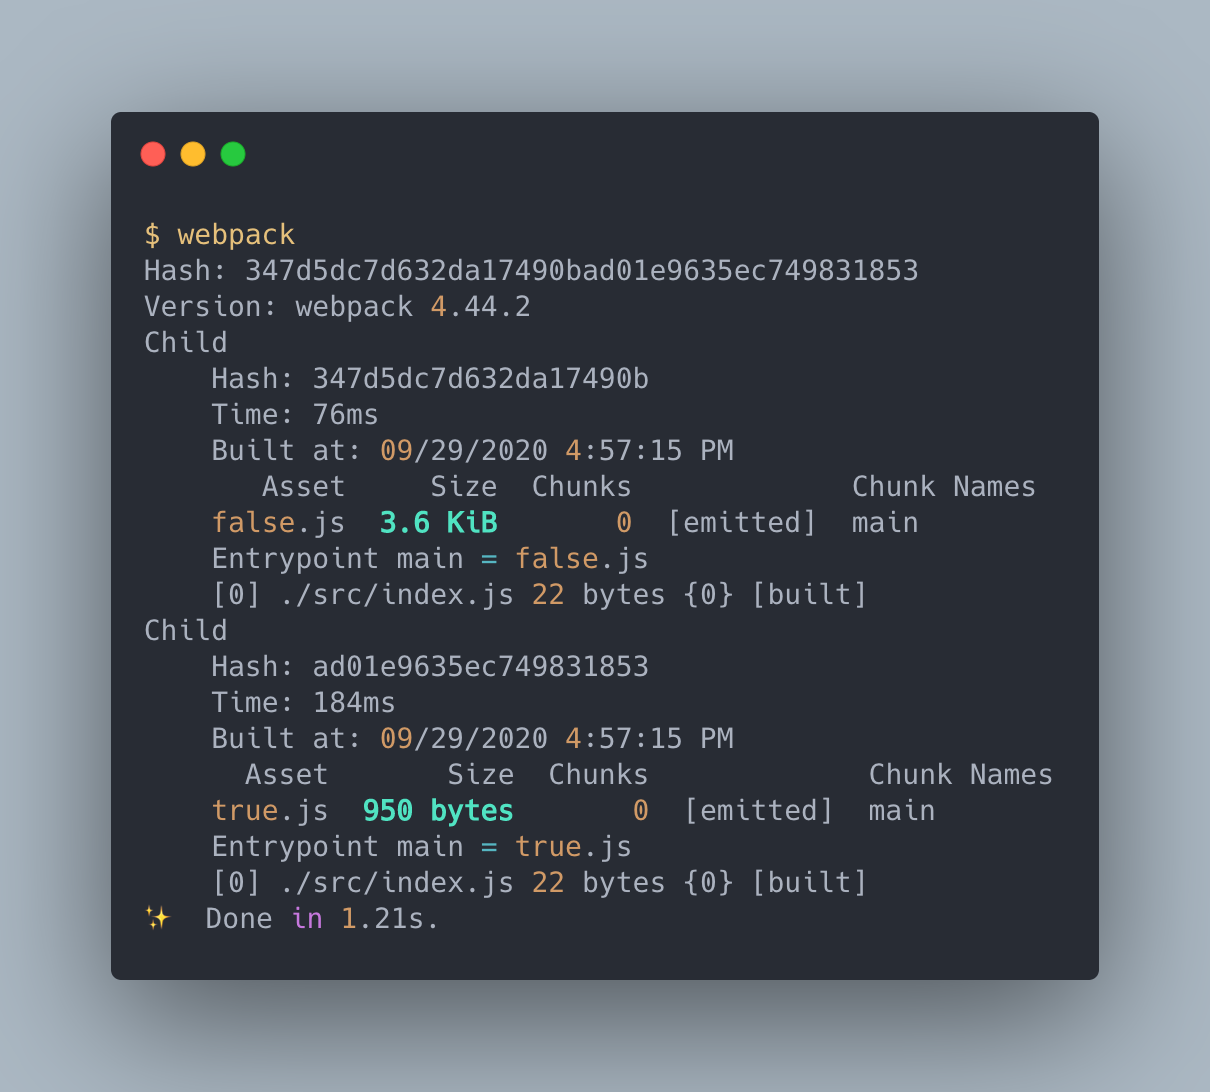 $ webpack
Hash: 347d5dc7d632da17490bad01e9635ec749831853
Version: webpack 4.44.2
Child
    Hash: 347d5dc7d632da17490b
    Time: 76ms
    Built at: 09/29/2020 4:57:15 PM
       Asset     Size  Chunks             Chunk Names
    false.js  3.6 KiB       0  [emitted]  main
    Entrypoint main = false.js
    [0] ./src/index.js 22 bytes {0} [built]
Child
    Hash: ad01e9635ec749831853
    Time: 184ms
    Built at: 09/29/2020 4:57:15 PM
      Asset       Size  Chunks             Chunk Names
    true.js  950 bytes       0  [emitted]  main
    Entrypoint main = true.js
    [0] ./src/index.js 22 bytes {0} [built]
✨  Done in 1.21s.